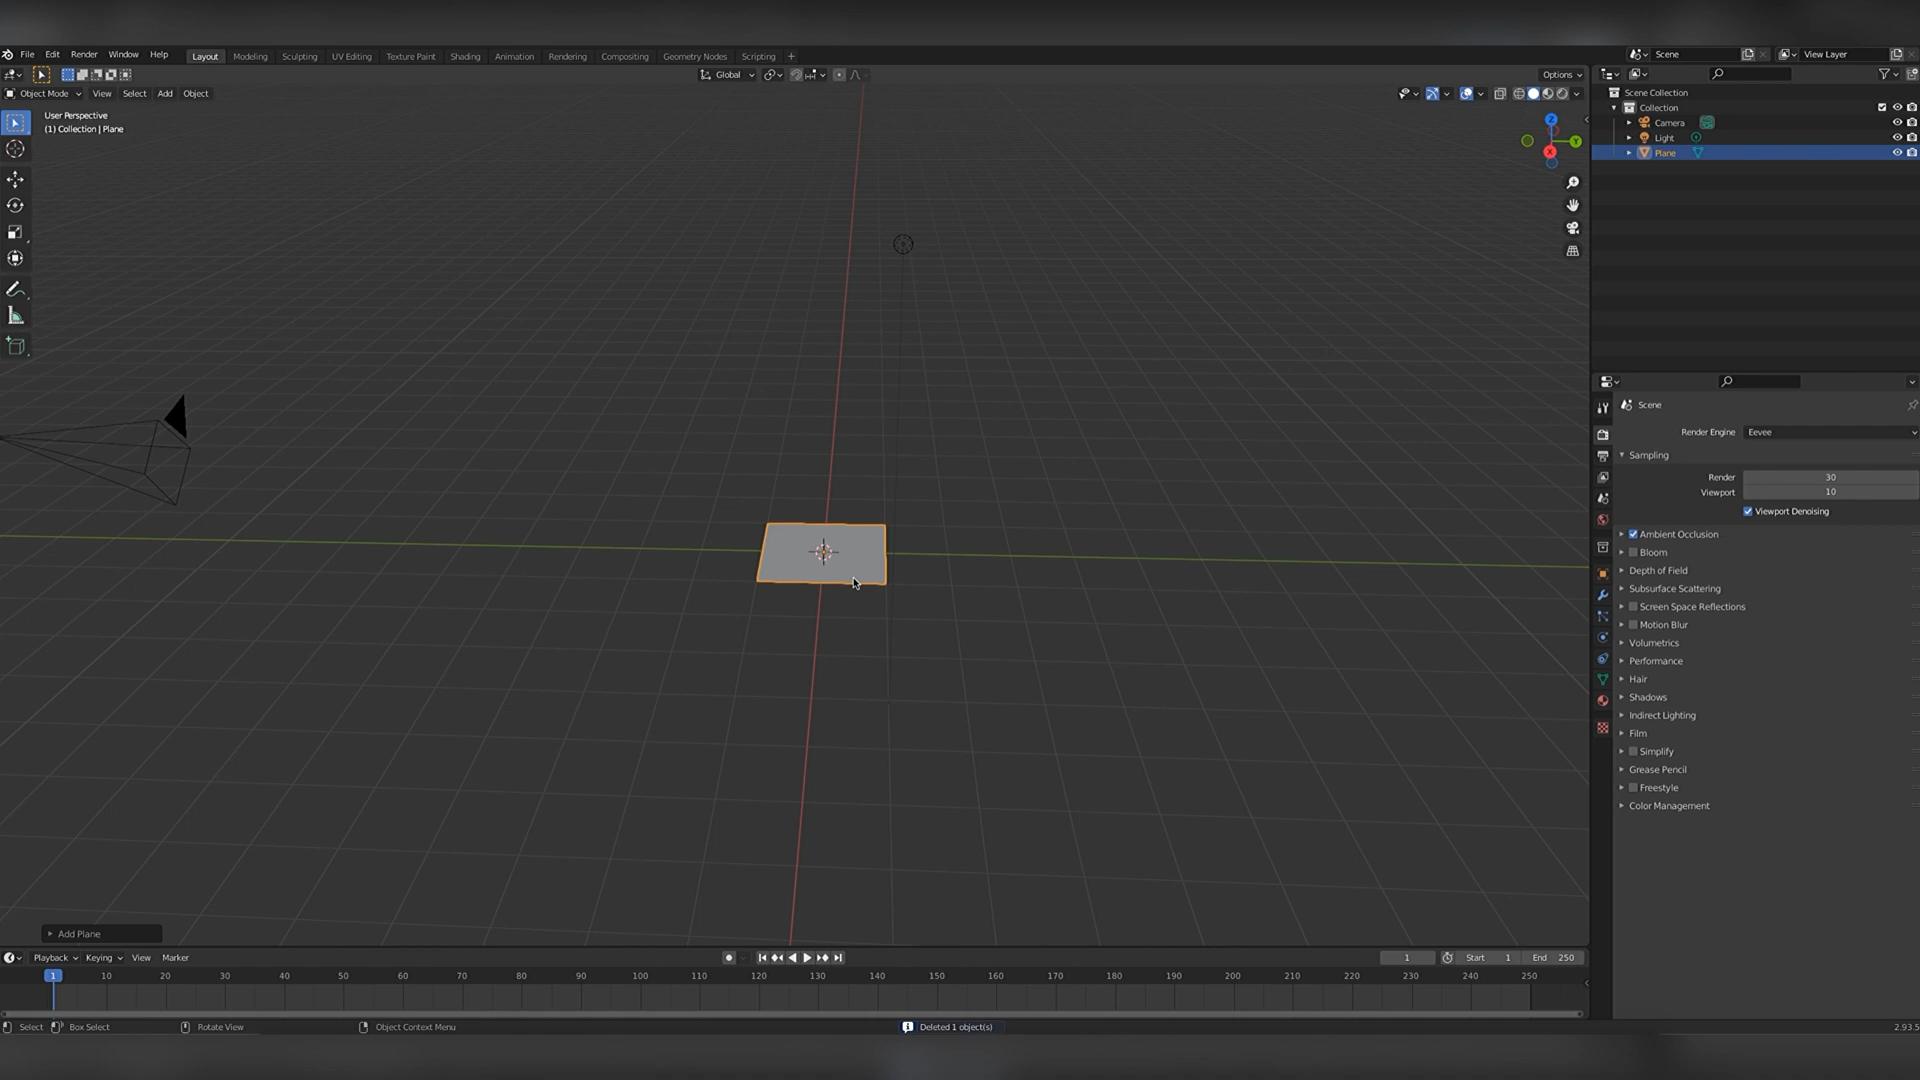 File Edit Render Window Help Layout Modeling Sculpting UV Editing Texture Paint Shading Animation Rendering Compositing Geometry Nodes Scripting + Scene View Layer
Global Options
Object Mode View Select Add Object
User Perspective
(1) Collection | Plane
Z
Y
X
Scene Collection
Collection
Camera
Light
Plane
Scene
Render Engine Eevee
Sampling
Render 30
Viewport 10
Viewport Denoising
Ambient Occlusion
Bloom
Depth of Field
Subsurface Scattering
Screen Space Reflections
Motion Blur
Volumetrics
Performance
Hair
Shadows
Indirect Lighting
Film
Simplify
Grease Pencil
Freestyle
Color Management
Add Plane
Playback Keying View Marker 1 Start 1 End 250
1 10 20 30 40 50 60 70 80 90 100 110 120 130 140 150 160 170 180 190 200 210 220 230 240 250
Select Box Select Rotate View Object Context Menu Deleted 1 object(s) 2.93.5